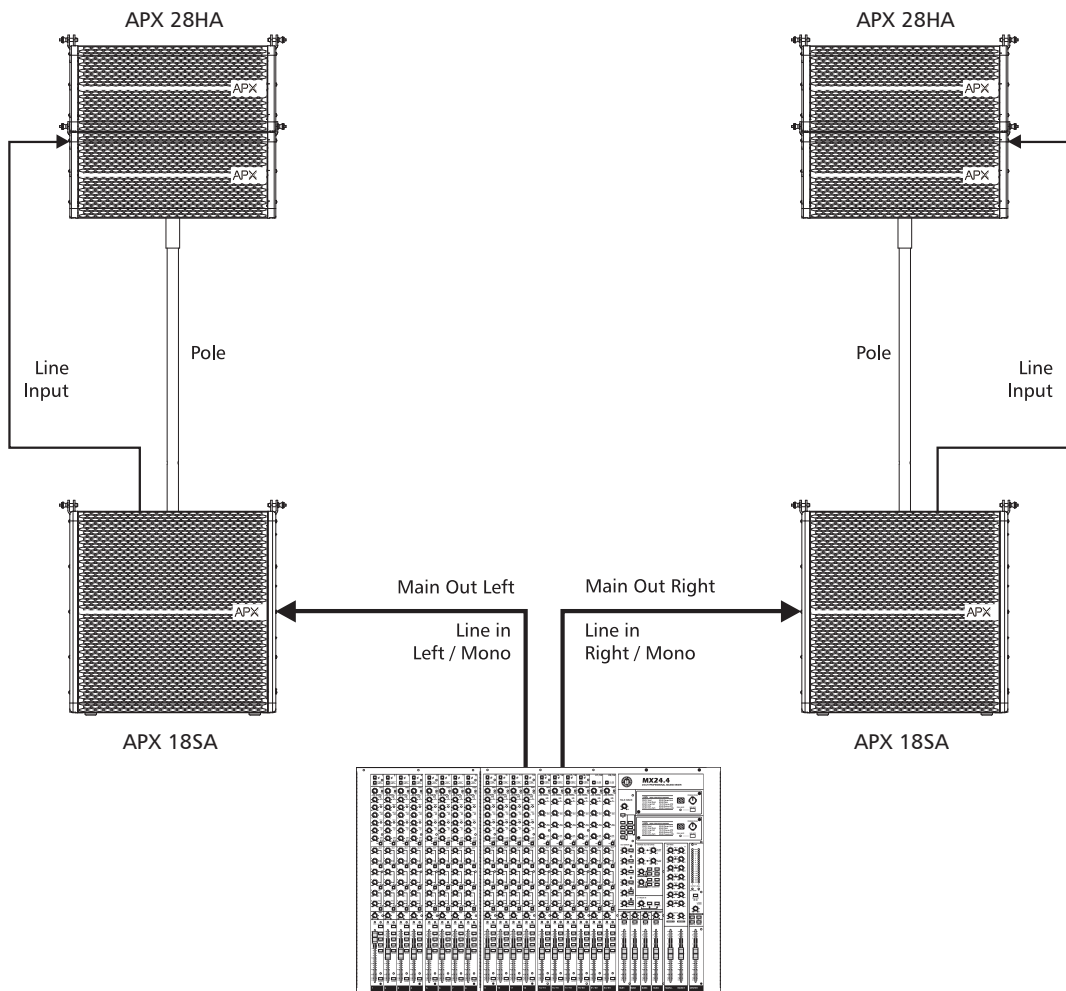 APX 28HA
APX 28HA
APX
APX
APX
APX
Pole
Pole
Line
Input
Line
Input
Main Out Left
Main Out Right
Line in
Left / Mono
Line in
Right / Mono
APX
APX
APX 18SA
APX 18SA
MX24.4